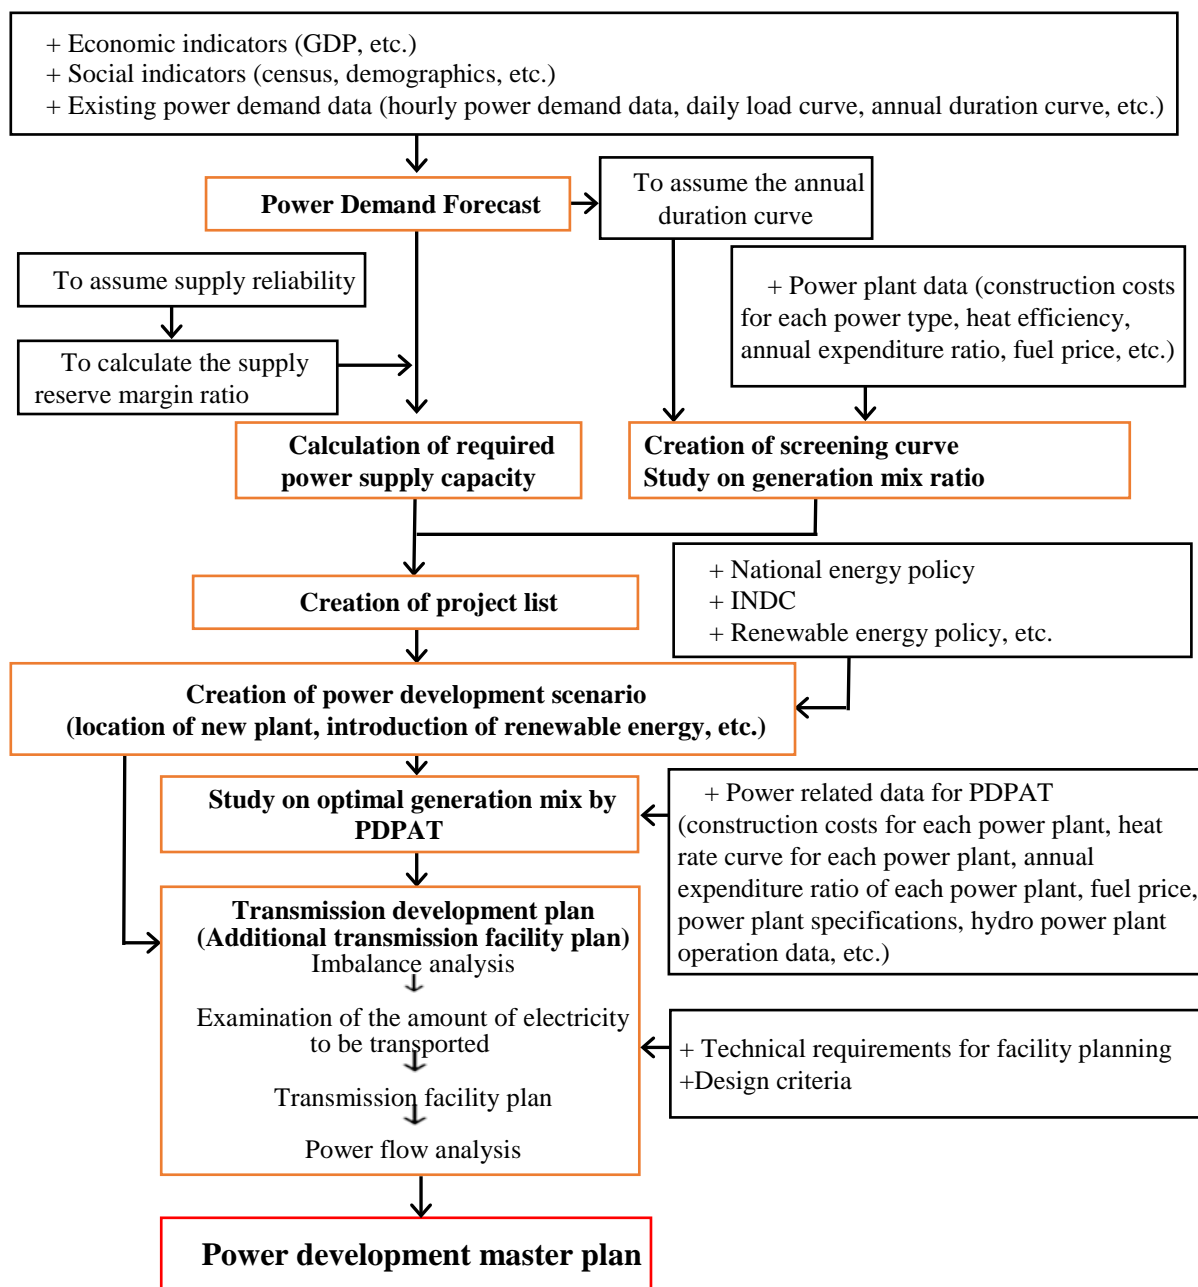 + Economic indicators (GDP, etc.)
+ Social indicators (census, demographics, etc.)
+ Existing power demand data (hourly power demand data, daily load curve, annual duration curve, etc.)
Power Demand Forecast
To assume the annual
duration curve
To assume supply reliability
To calculate the supply
reserve margin ratio
+ Power plant data (construction costs
for each power type, heat efficiency,
annual expenditure ratio, fuel price, etc.)
Calculation of required
power supply capacity
Creation of screening curve
Study on generation mix ratio
Creation of project list
+ National energy policy
+ INDC
+ Renewable energy policy, etc.
Creation of power development scenario
(location of new plant, introduction of renewable energy, etc.)
Study on optimal generation mix by
PDPAT
+ Power related data for PDPAT
(construction costs for each power plant, heat
rate curve for each power plant, annual
expenditure ratio of each power plant, fuel price,
power plant specifications, hydro power plant
operation data, etc.)
Transmission development plan
(Additional transmission facility plan)
Imbalance analysis
Examination of the amount of electricity
to be transported
Transmission facility plan
Power flow analysis
+ Technical requirements for facility planning
+Design criteria
Power development master plan